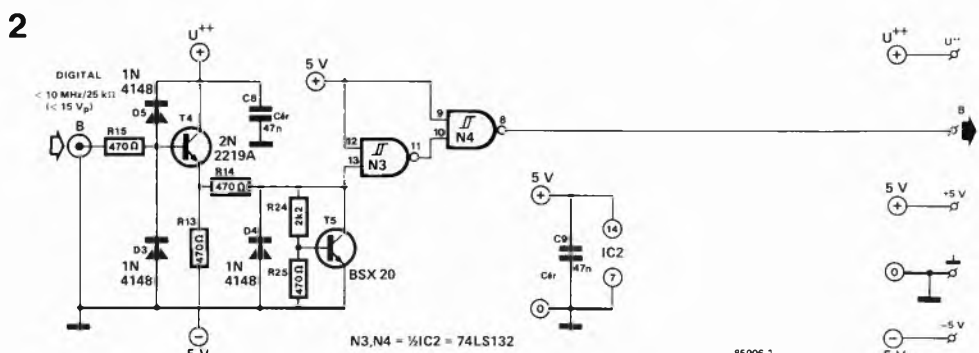 2
U++
DIGITAL
< 10 MHz/25 kΩ
(< 15 Vp)
B
R15
470Ω
1N
4148
D5
T4
2N
2219A
C8
Cér
47n
R14
470Ω
R13
470Ω
D3
1N
4148
D4
1N
4148
R24
2k2
R25
470Ω
T5
BSX 20
5 V
5 V
12
13
N3
11
9
10
N4
8
5 V
C9
47n
Cér
14
IC2
7
0
N3,N4 = ½IC2 = 74LS132
U++
U++
B
5 V
+5 V
0
-5 V